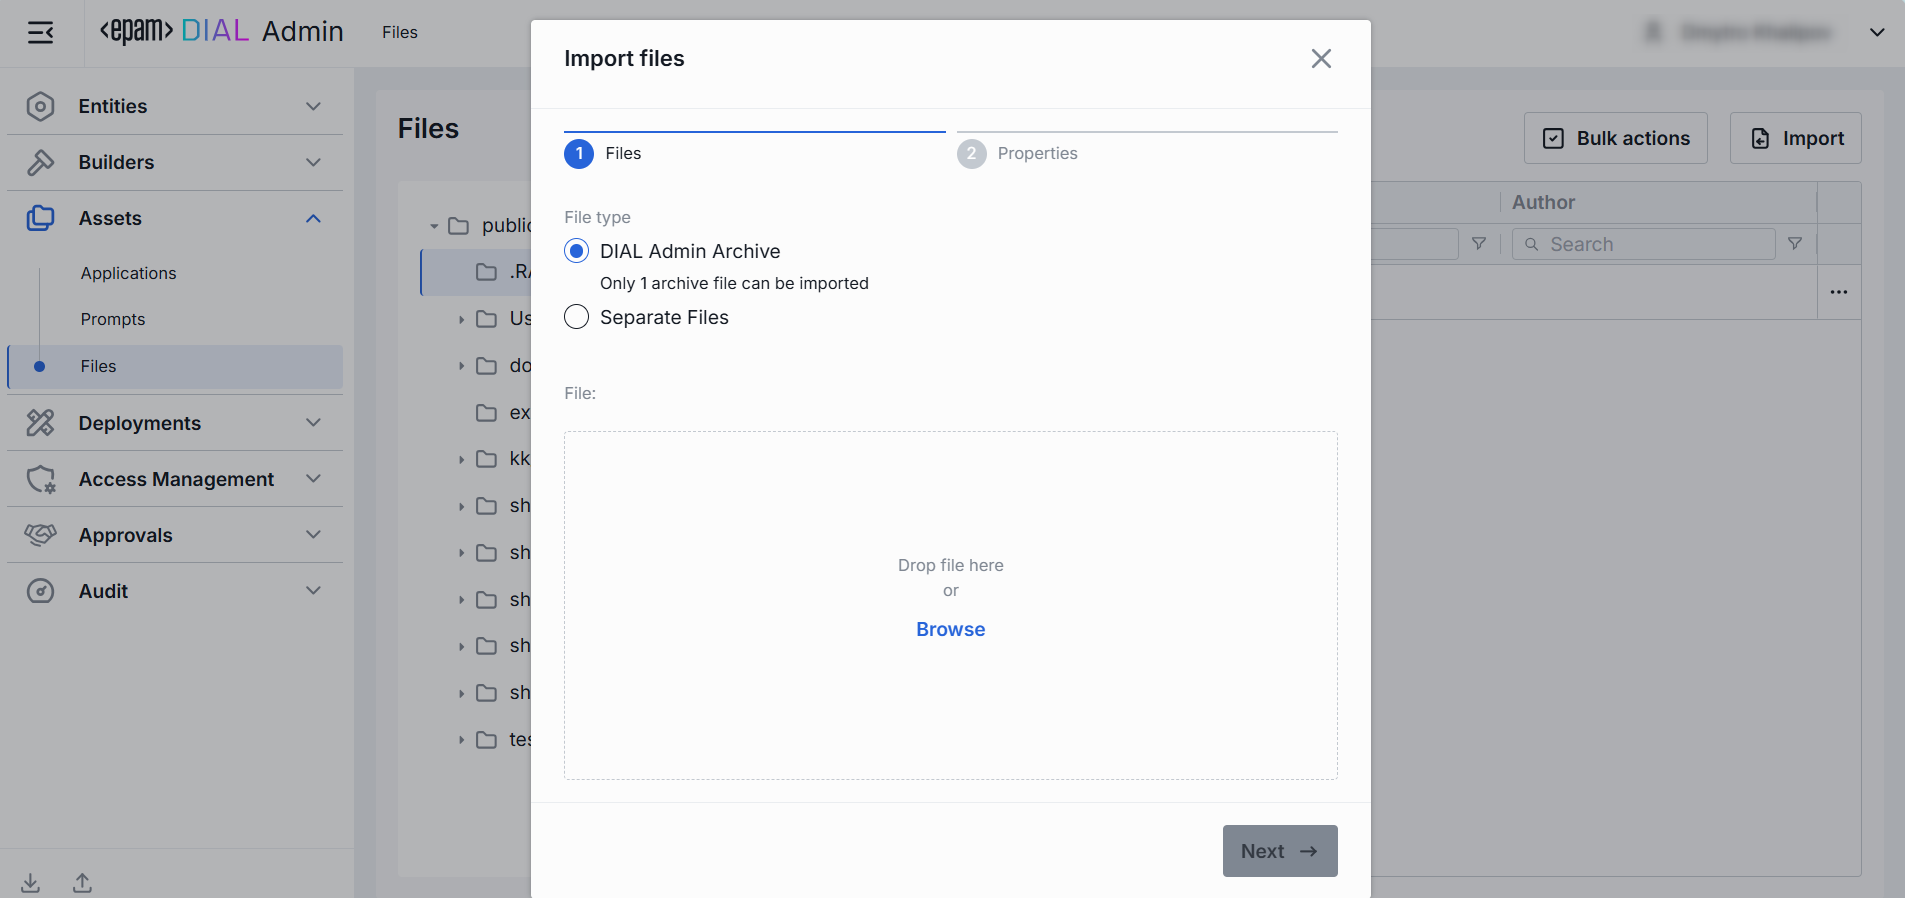 <epam> DIAL Admin
Files
Entities
Builders
Assets
Applications
Prompts
Files
Deployments
Access Management
Approvals
Audit
Files
Bulk actions
Import
Author
Search
public
.RA
Us
do
ex
kk
sh
sh
sh
sh
sh
tes
Import files
1 Files
2 Properties
File type
DIAL Admin Archive
Only 1 archive file can be imported
Separate Files
File:
Drop file here
or
Browse
Next